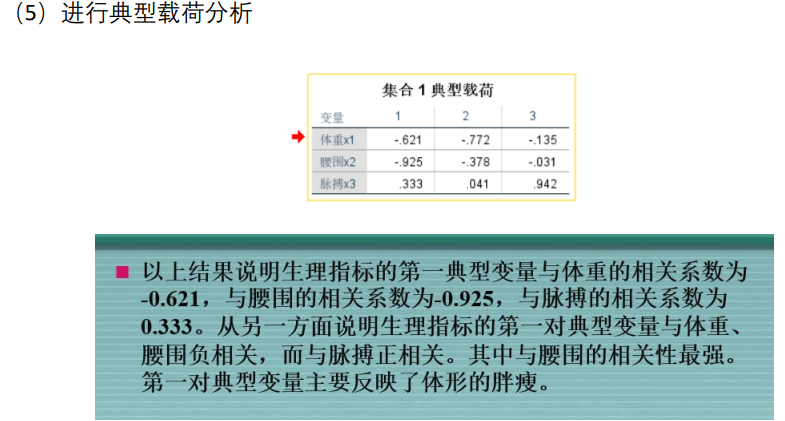 （5）进行典型载荷分析
集合 1 典型载荷
变量 1 2 3
体重x1 -.621 -.772 -.135
腰围x2 -.925 -.378 -.031
脉搏x3 .333 .041 .942
以上结果说明生理指标的第一典型变量与体重的相关系数为
-0.621，与腰围的相关系数为-0.925，与脉搏的相关系数为
0.333。从另一方面说明生理指标的第一对典型变量与体重、
腰围负相关，而与脉搏正相关。其中与腰围的相关性最强。
第一对典型变量主要反映了体形的胖瘦。